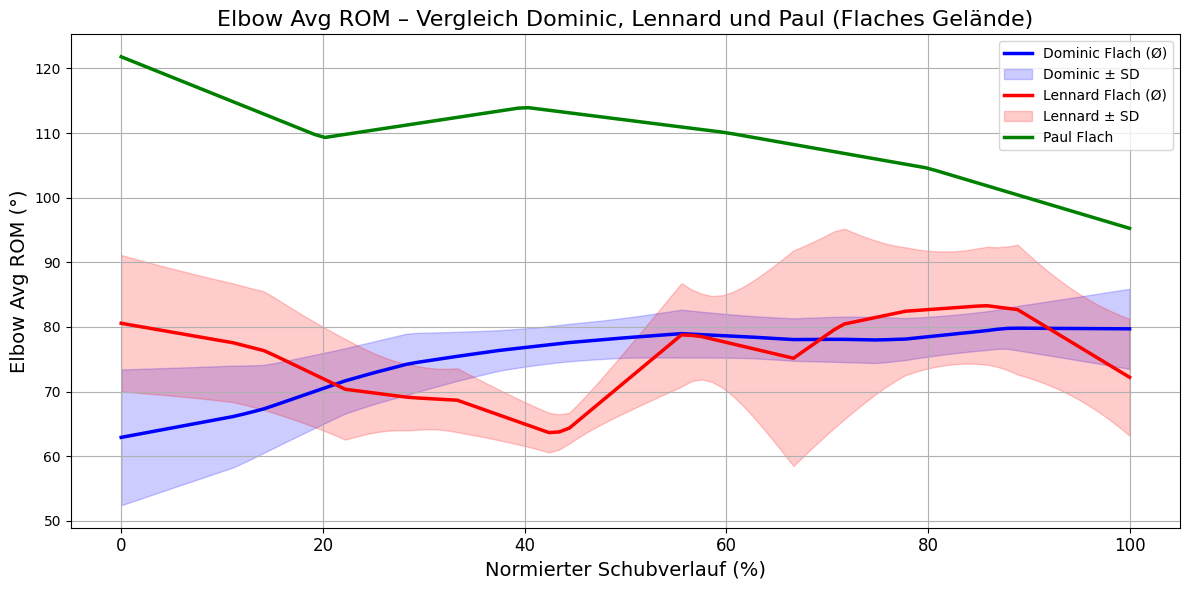 Elbow Avg ROM – Vergleich Dominic, Lennard und Paul (Flaches Gelände)
Dominic Flach (Ø)
Dominic ± SD
Lennard Flach (Ø)
Lennard ± SD
Paul Flach
Elbow Avg ROM (°)
120
110
100
90
80
70
60
50
0
20
40
60
80
100
Normierter Schubverlauf (%)